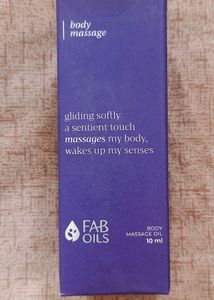 body
massage
gliding softly
a sentient touch
massages my body,
wakes up my senses
FAB
OILS
BODY
MASSAGE OIL
10 ml